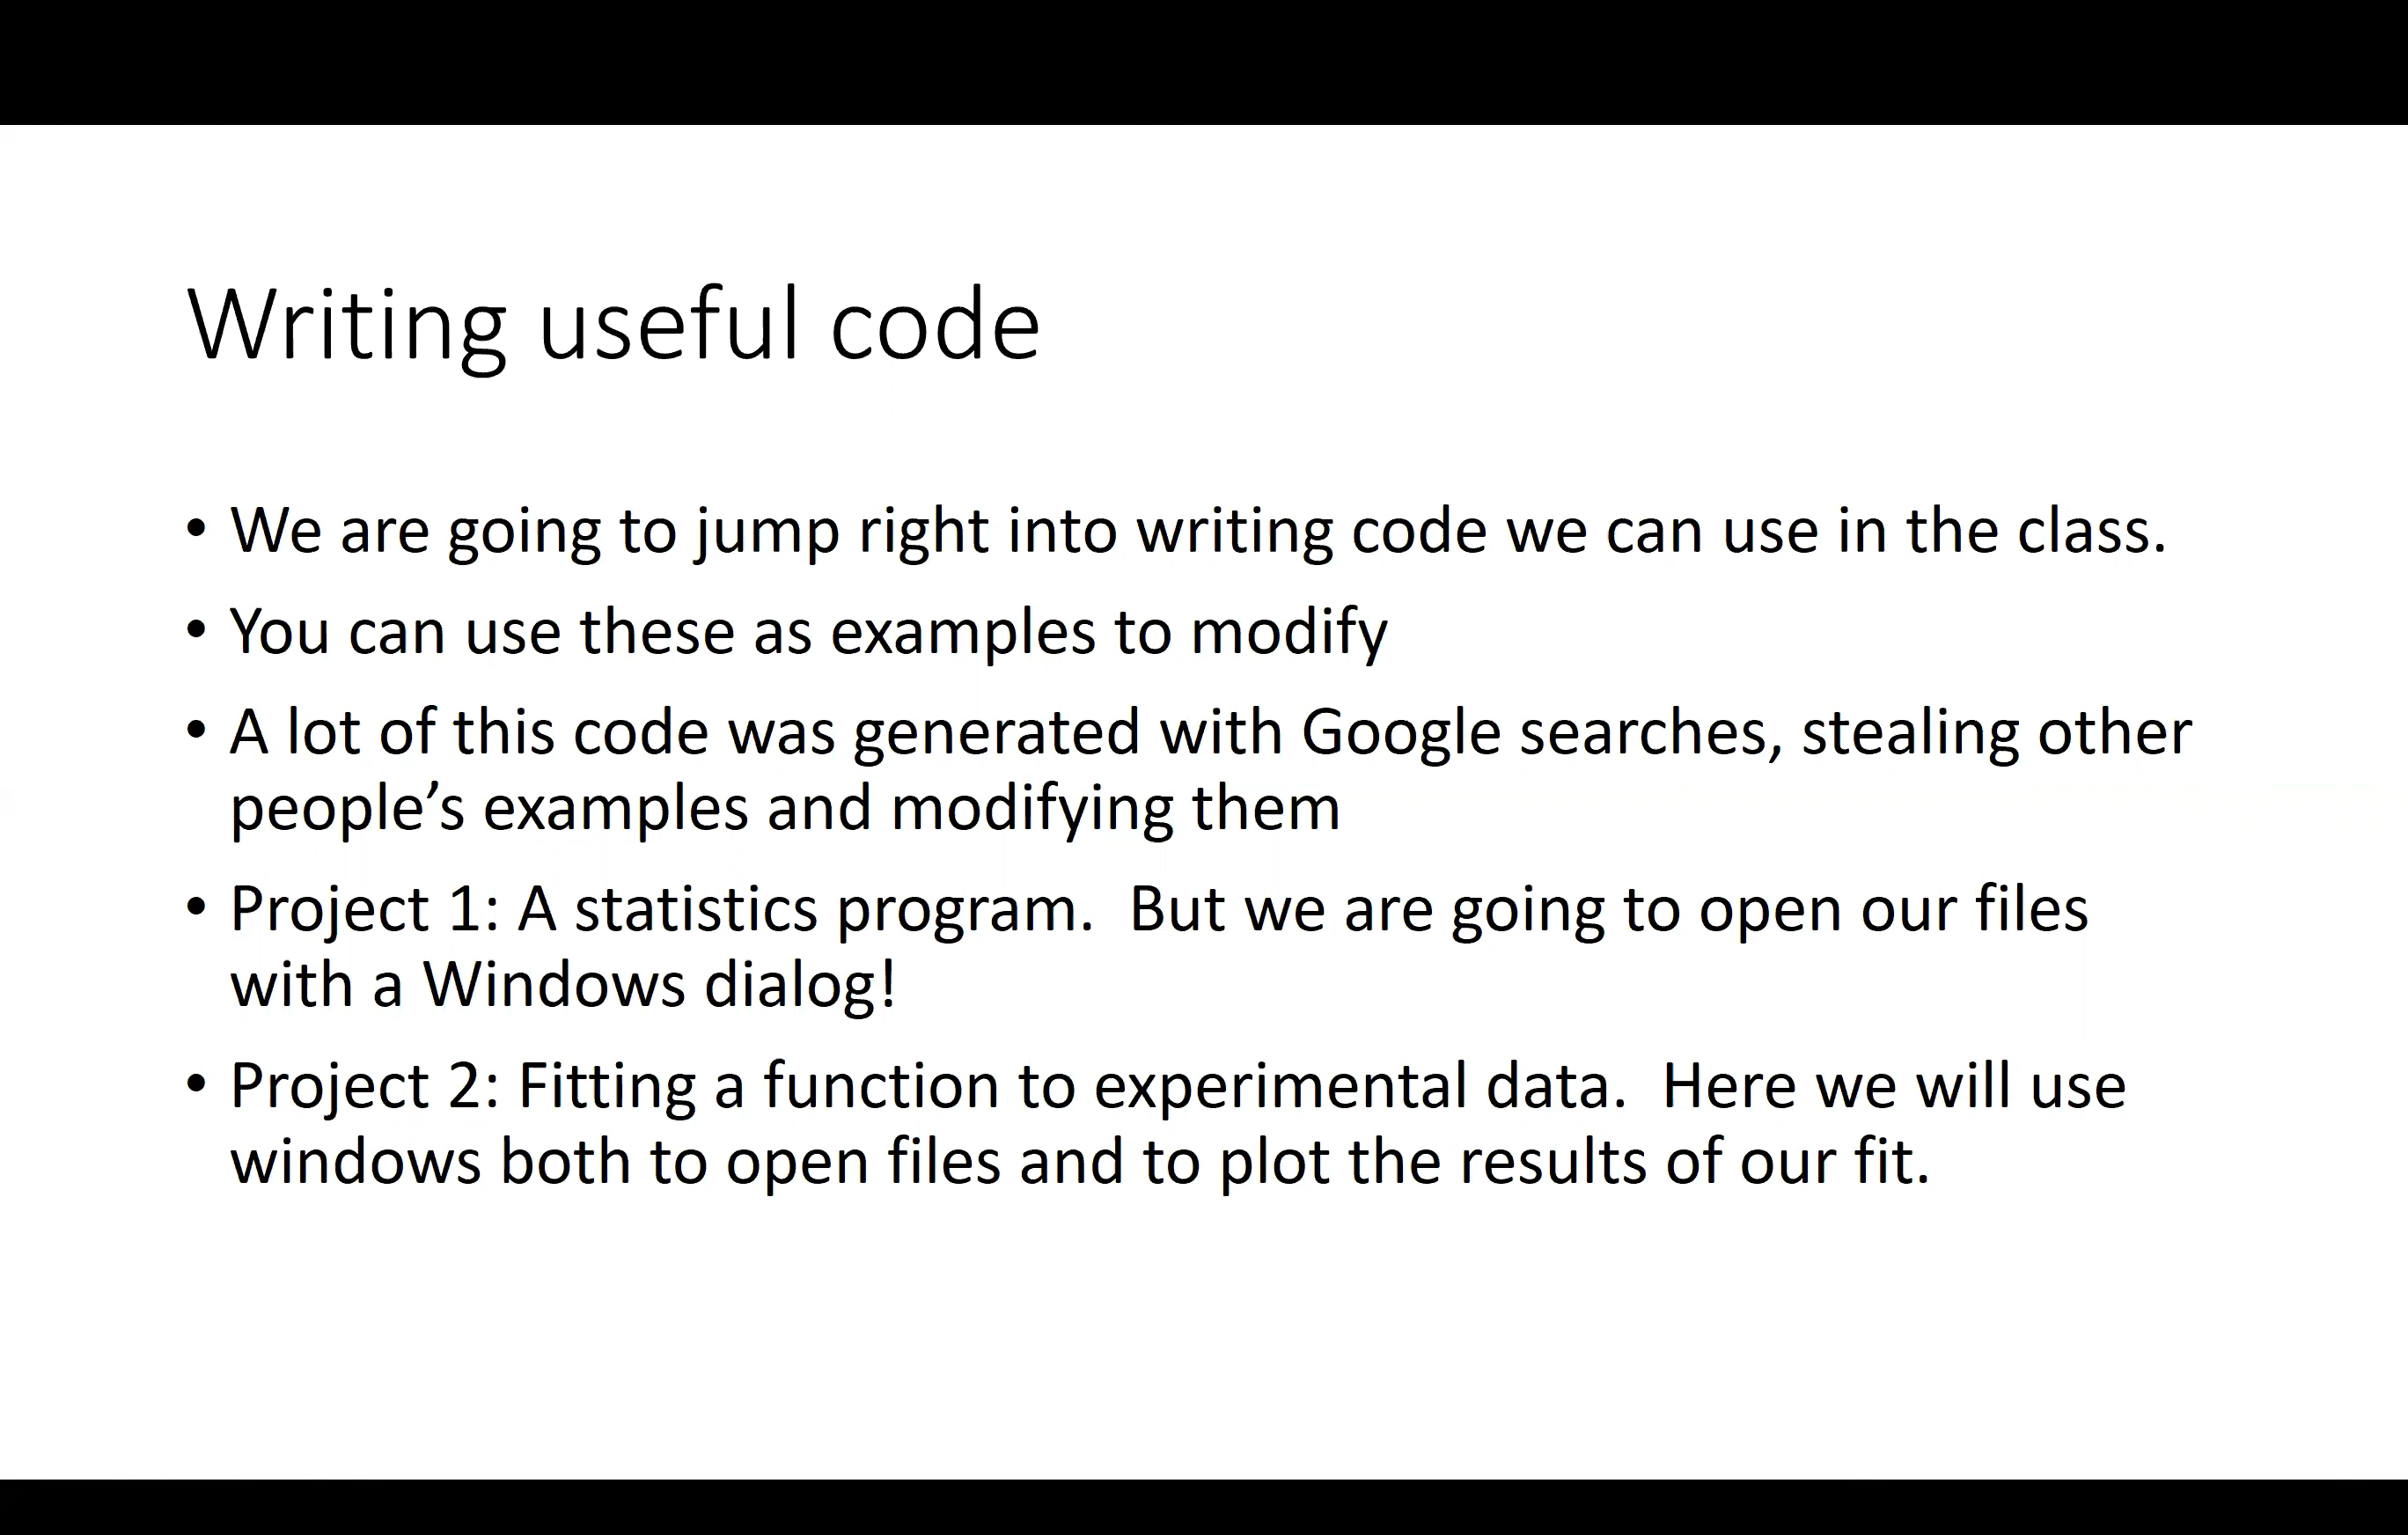 Writing useful code
• We are going to jump right into writing code we can use in the class.
• You can use these as examples to modify
• A lot of this code was generated with Google searches, stealing other
people’s examples and modifying them
• Project 1: A statistics program.  But we are going to open our files
with a Windows dialog!
• Project 2: Fitting a function to experimental data.  Here we will use
windows both to open files and to plot the results of our fit.